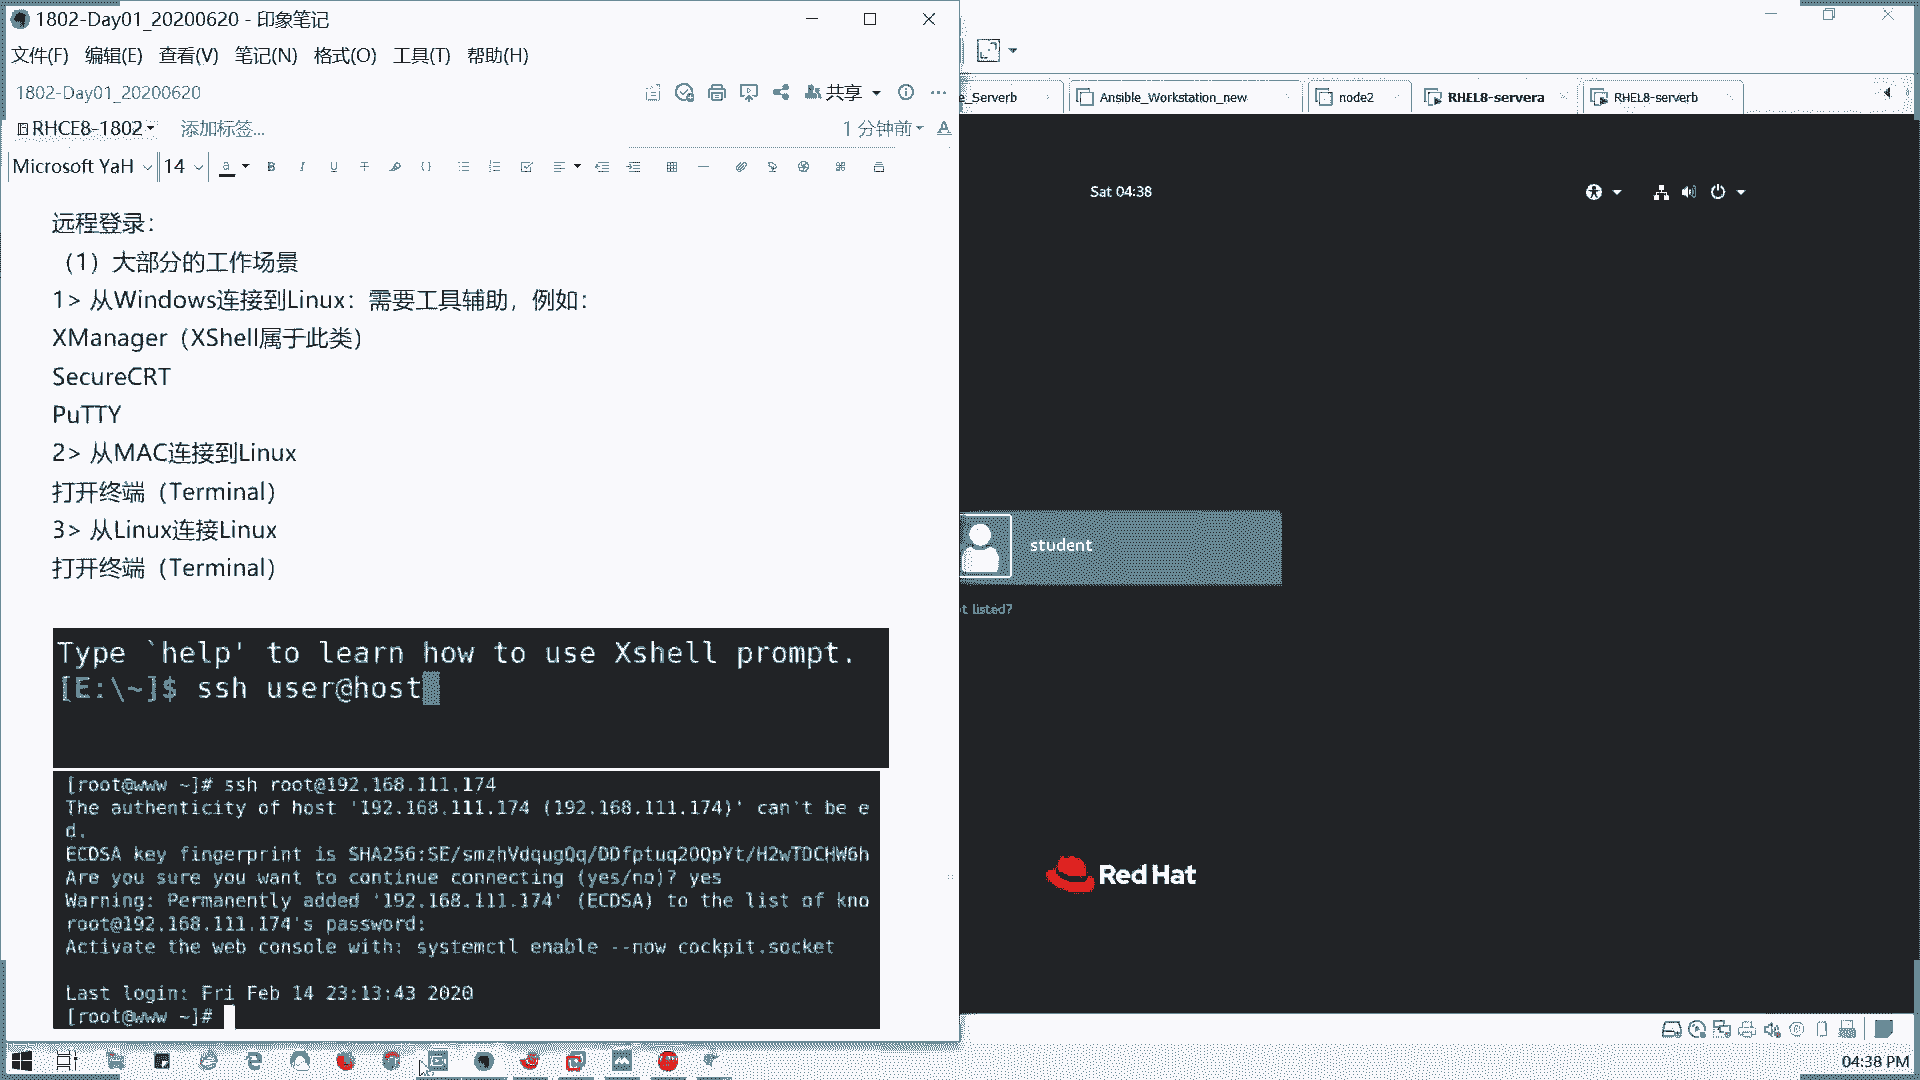 1802-Day01_20200620 - 印象笔记
文件(F) 编辑(E) 查看(V) 笔记(N) 格式(O) 工具(T) 帮助(H)
1802-Day01_20200620
共享
RHCE8-1802
添加标签...
1 分钟前
Microsoft YaH 14
远程登录：
（1）大部分的工作场景
1> 从Windows连接到Linux：需要工具辅助，例如：
XManager（XShell属于此类）
SecureCRT
PuTTY
2> 从MAC连接到Linux
打开终端（Terminal）
3> 从Linux连接Linux
打开终端（Terminal）
Type `help' to learn how to use Xshell prompt.
[E:\~]$ ssh user@host
[root@www ~]# ssh root@192.168.111.174
The authenticity of host '192.168.111.174 (192.168.111.174)' can't be e
d.
ECDSA key fingerprint is
Are you sure you want to continue connecting (yes/no)? yes
Warning: Permanently added '192.168.111.174' (ECDSA) to the list of kno
root@192.168.111.174's password:
Activate the web console with: systemctl enable --now cockpit.socket
Last login: Fri Feb 14 23:13:43 2020
[root@www ~]#
e_Serverb
Ansible_Workstation_new
node2
RHEL8-servera
RHEL8-serverb
Sat 04:38
student
t listed?
Red Hat
04:38 PM